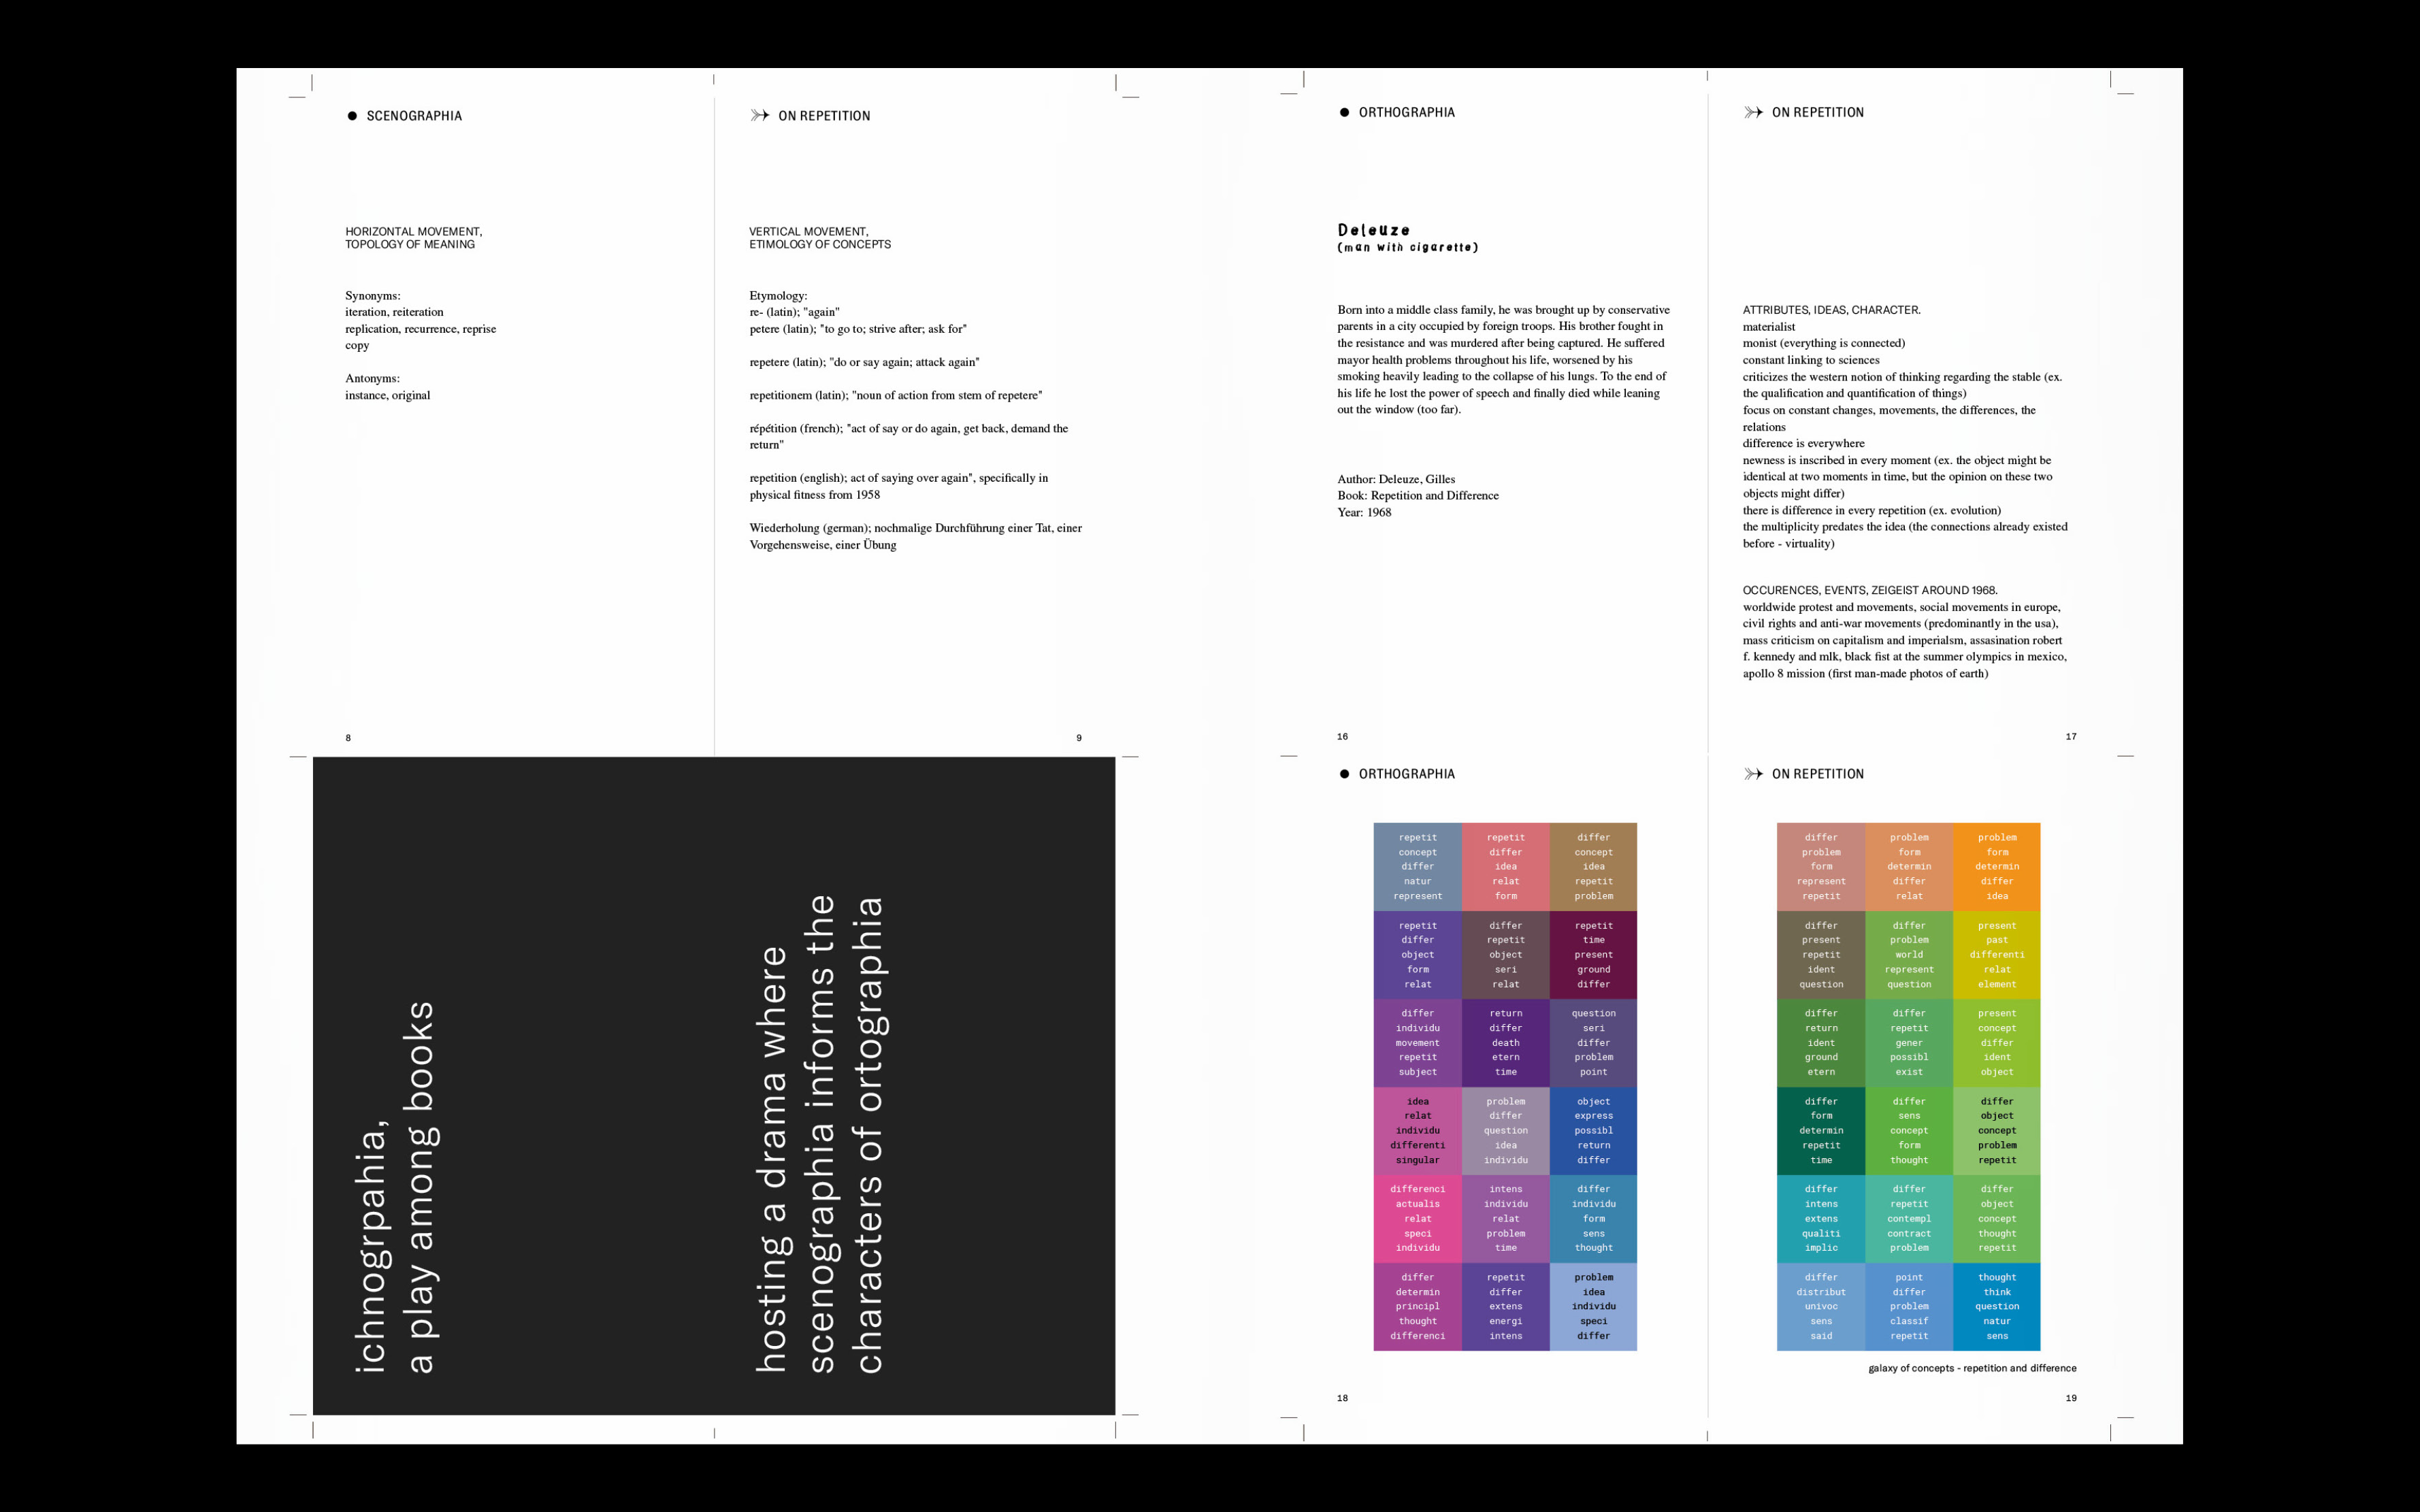 SCENOGRAPHIA
ON REPETITION
HORIZONTAL MOVEMENT,
TOPOLOGY OF MEANING
Synonyms:
iteration, reiteration
replication, recurrence, reprise
copy
Antonyms:
instance, original
8
VERTICAL MOVEMENT,
ETIMOLOGY OF CONCEPTS
Etymology:
re- (latin); "again"
petere (latin); "to go to; strive after; ask for"
repetere (latin); "do or say again; attack again"
repetitionem (latin); "noun of action from stem of repetere"
répétition (french); "act of say or do again, get back, demand the
return"
repetition (english); act of saying over again", specifically in
physical fitness from 1958
Wiederholung (german); nochmalige Durchführung einer Tat, einer
Vorgehensweise, einer Übung
9
ORTHOGRAPHIA
ON REPETITION
Deleuze
(man with cigarette)
Born into a middle class family, he was brought up by conservative
parents in a city occupied by foreign troops. His brother fought in
the resistance and was murdered after being captured. He suffered
mayor health problems throughout his life, worsened by his
smoking heavily leading to the collapse of his lungs. To the end of
his life he lost the power of speech and finally died while leaning
out the window (too far).
Author: Deleuze, Gilles
Book: Repetition and Difference
Year: 1968
16
ATTRIBUTES, IDEAS, CHARACTER.
materialist
monist (everything is connected)
constant linking to sciences
criticizes the western notion of thinking regarding the stable (ex.
the qualification and quantification of things)
focus on constant changes, movements, the differences, the
relations
difference is everywhere
newness is inscribed in every moment (ex. the object might be
identical at two moments in time, but the opinion on these two
objects might differ)
there is difference in every repetition (ex. evolution)
the multiplicity predates the idea (the connections already existed
before - virtuality)
OCCURENCES, EVENTS, ZEIGEIST AROUND 1968.
worldwide protest and movements, social movements in europe,
civil rights and anti-war movements (predominantly in the usa),
mass criticism on capitalism and imperialsm, assasination robert
f. kennedy and mlk, black fist at the summer olympics in mexico,
apollo 8 mission (first man-made photos of earth)
17
ichnogrpahia,
a play among books
hosting a drama where
scenographia informs the
characters of ortographia
ORTHOGRAPHIA
ON REPETITION
repetit repetit differ
concept differ concept
differ idea idea
natur relat repetit
represent form problem
repetit differ repetit
differ repetit time
object object present
form seri ground
relat relat differ
differ return question
individu differ seri
movement death differ
repetit etern problem
subject time point
idea problem object
relat differ express
individu question possibl
differenti idea return
singular individu differ
differenci intens differ
actualis individu individu
relat relat form
speci problem sens
individu time thought
differ repetit problem
determin differ idea
principl extens individu
thought energi speci
differenci intens differ
18
differ problem problem
problem form form
form determin determin
represent differ differ
repetit relat idea
differ differ present
present problem past
repetit world differenti
ident represent relat
question question element
differ differ present
return repetit concept
ident gener differ
ground possibl ident
etern exist object
differ differ differ
form sens object
determin concept concept
repetit form problem
time thought repetit
differ differ differ
intens repetit object
extens contempl concept
qualiti contract thought
implic problem repetit
differ point thought
distribut differ think
univoc problem question
sens classif natur
said repetit sens
galaxy of concepts - repetition and difference
19